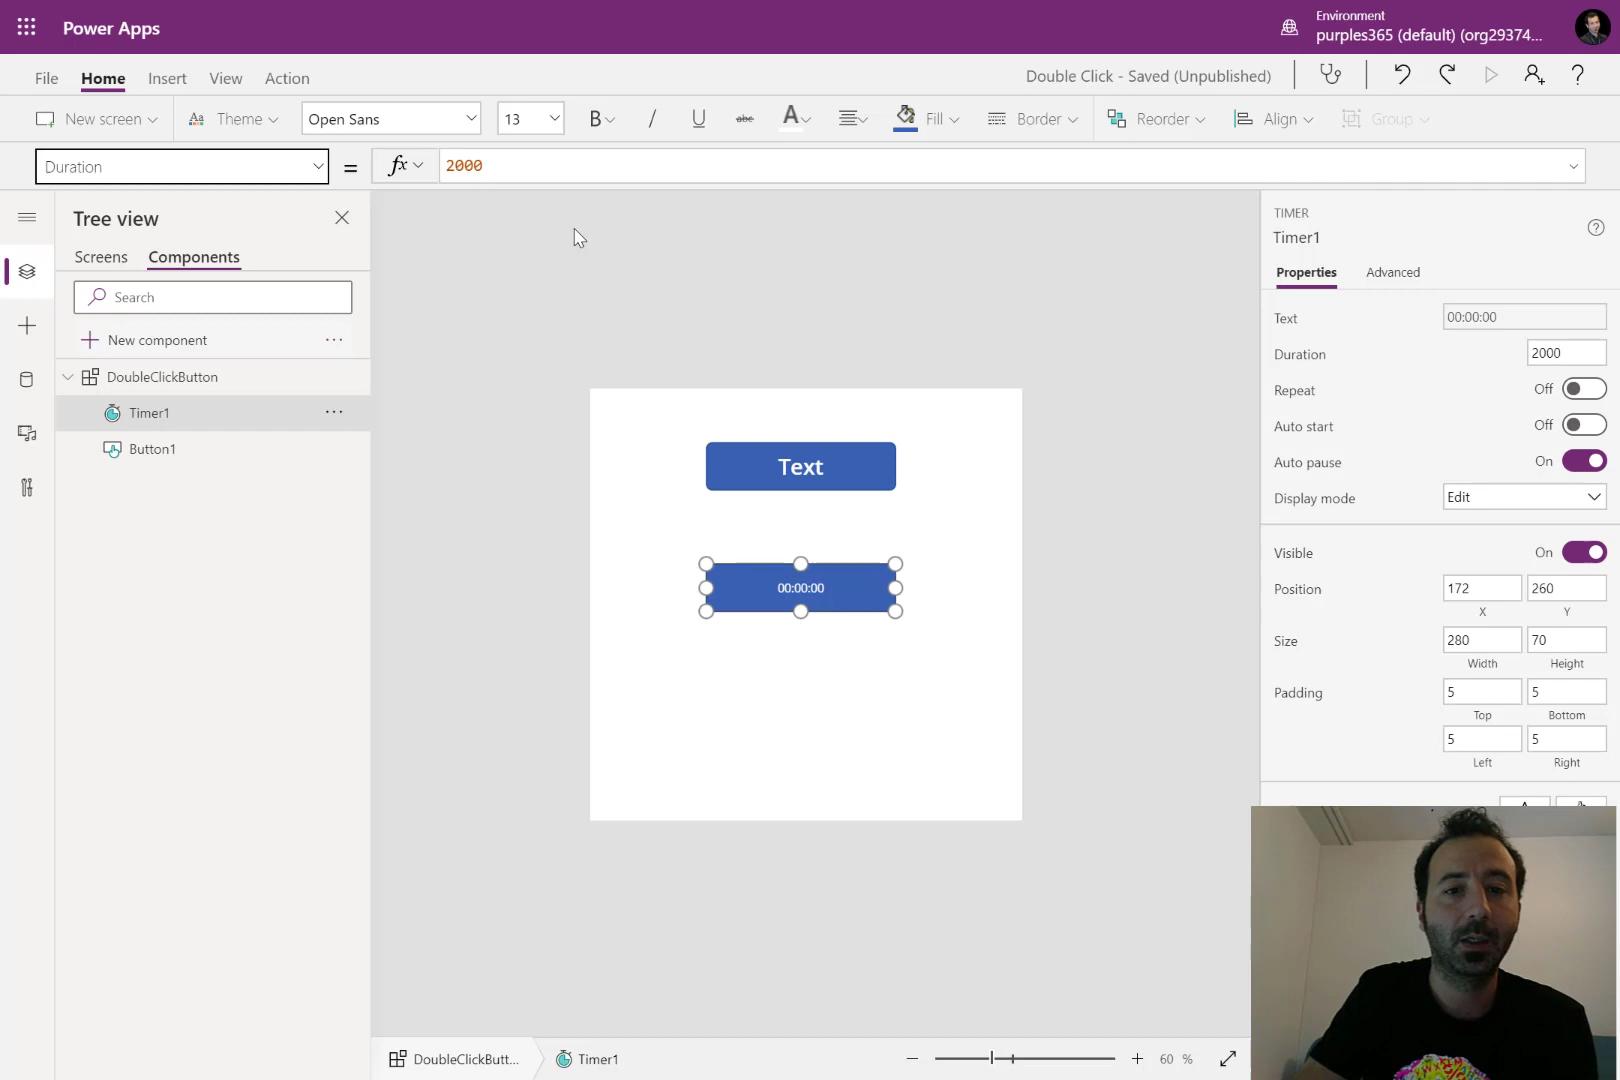 Power Apps
Environment
purples365 (default) (org29374...
File Home Insert View Action
Double Click - Saved (Unpublished)
New screen
Theme
Open Sans
13
B
abc
A
Fill
Border
Reorder
Align
Group
Duration
=
fx
2000
Tree view
Screens Components
Search
New component
DoubleClickButton
Timer1
Button1
Text
00:00:00
TIMER
Timer1
Properties Advanced
Text 00:00:00
Duration 2000
Repeat Off
Auto start Off
Auto pause On
Display mode Edit
Visible On
Position 172 260
X Y
Size 280 70
Width Height
Padding 5 5
Top Bottom
5 5
Left Right
DoubleClickButt... Timer1
60 %